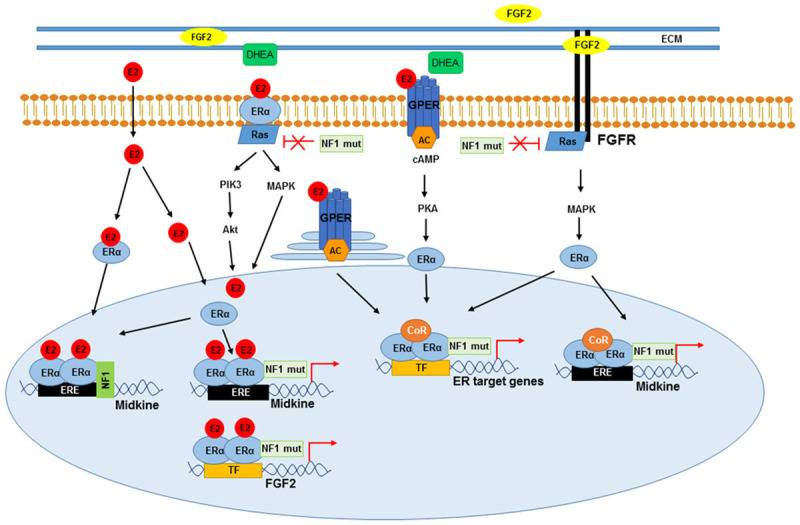 FGF2
FGF2
FGF2
ECM
DHEA
DHEA
E2
E2
E2
ERα
GPER
Ras
NF1 mut
AC
NF1 mut
Ras
FGFR
E2
cAMP
PIK3
MAPK
E2
GPER
PKA
MAPK
E2
E2
Akt
ERα
AC
ERα
ERα
E2
ERα
E2
E2
E2
E2
CoR
CoR
ERα
ERα
NF1
ERα
ERα
NF1 mut
ERα
ERα
NF1 mut
ERα
ERα
NF1 mut
ERE
ERE
TF
ERE
Midkine
Midkine
ER target genes
Midkine
E2
E2
ERα
ERα
NF1 mut
TF
FGF2